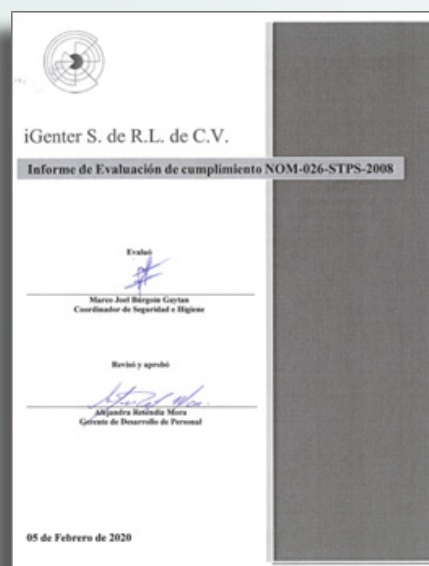 iGenter S. de R.L. de C.V.
Informe de Evaluación de cumplimiento NOM-026-STPS-2008
Evaluó
Marco Joel Búrgoin Gaytan
Coordinador de Seguridad e Higiene
Revisó y aprobó
Alejandra Reséndiz Mora
Gerente de Desarrollo de Personal
05 de Febrero de 2020